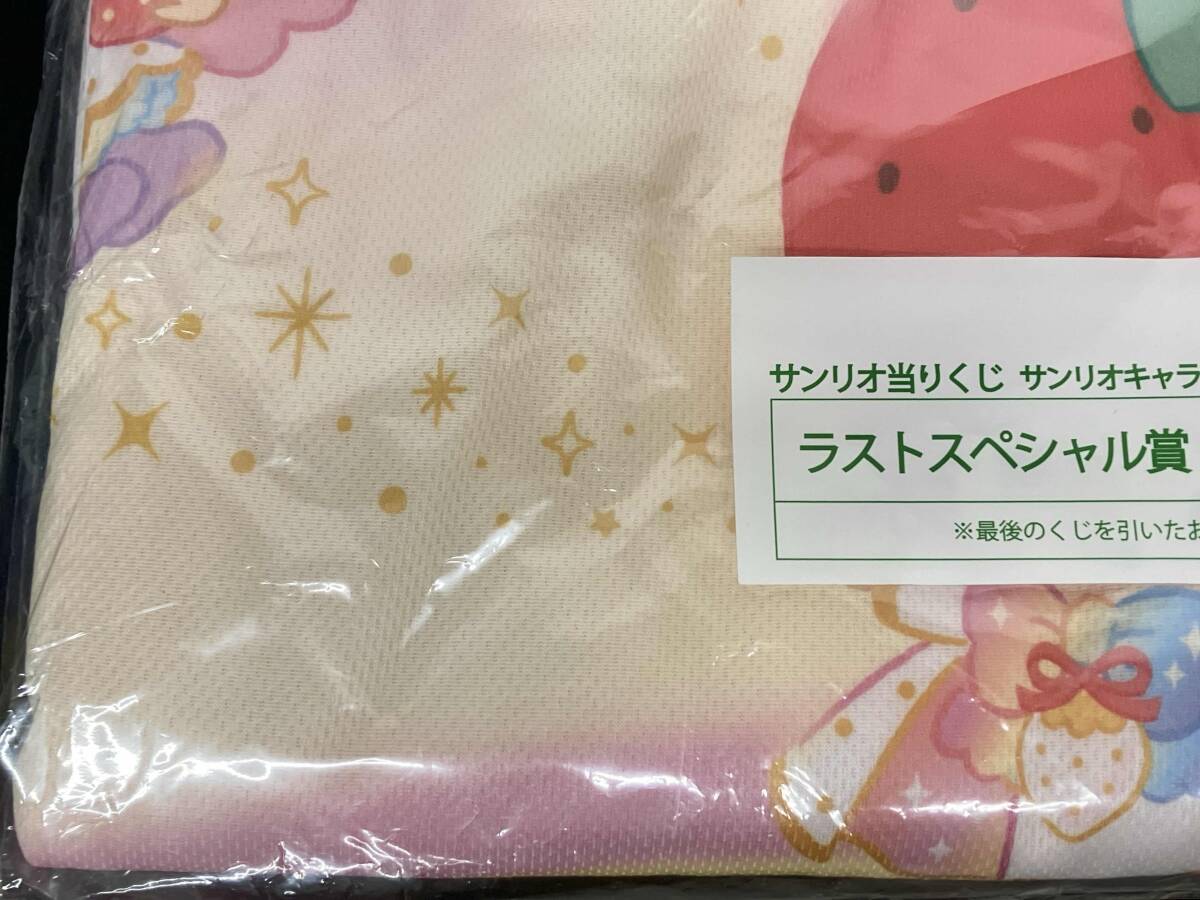 サンリオ当りくじ サンリオキャラ
ラストスペシャル賞
※最後のくじを引いたお